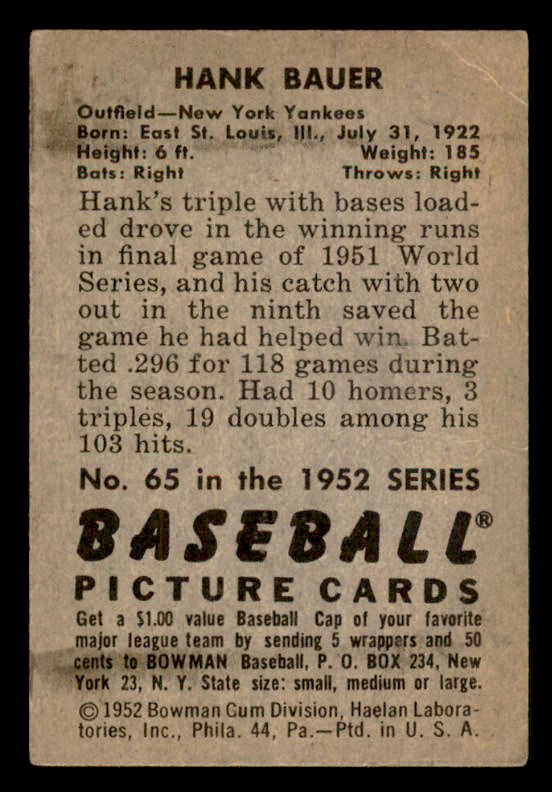 HANK BAUER
Outfield—New York Yankees
Born: East St. Louis, Ill., July 31, 1922
Height: 6 ft. Weight: 185
Bats: Right Throws: Right
Hank's triple with bases load-
ed drove in the winning runs
in final game of 1951 World
Series, and his catch with two
out in the ninth saved the
game he had helped win. Bat-
ted .296 for 118 games during
the season. Had 10 homers, 3
triples, 19 doubles among his
103 hits.
No. 65 in the 1952 SERIES
BASEBALL®
PICTURE CARDS
Get a $1.00 value Baseball Cap of your favorite
major league team by sending 5 wrappers and 50
cents to BOWMAN Baseball, P. O. BOX 234, New
York 23, N. Y. State size: small, medium or large.
©1952 Bowman Gum Division, Haelan Labora-
tories, Inc., Phila. 44, Pa.—Ptd. in U. S. A.